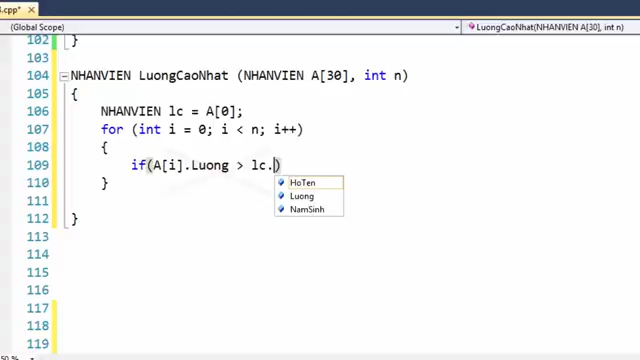 .cpp*
(Global Scope)
LuongCaoNhat(NHANVIEN A[30], int n)
102 }
103
104 NHANVIEN LuongCaoNhat (NHANVIEN A[30], int n)
105 {
106 NHANVIEN lc = A[0];
107 for (int i = 0; i < n; i++)
108 {
109 if(A[i].Luong > lc.)
HoTen
110 }
Luong
111
NamSinh
112 }
113
114
115
116
117
118
119
50 %